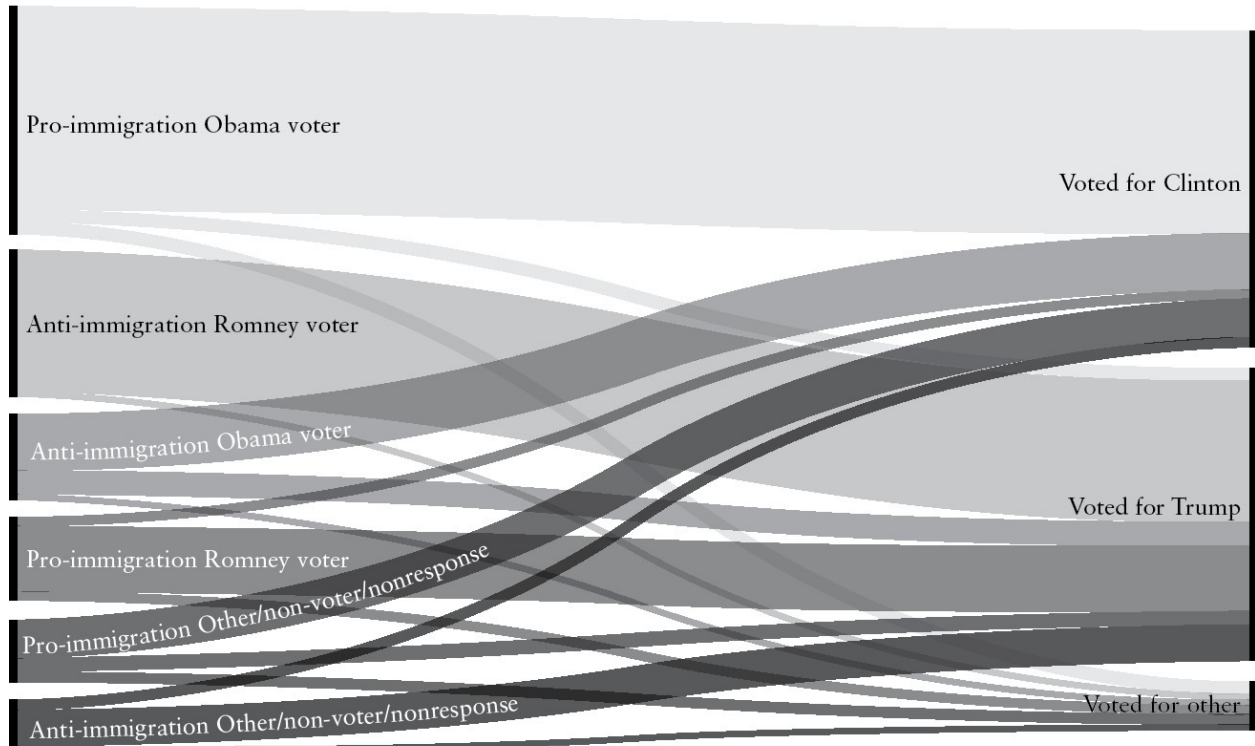 Pro-immigration Obama voter
Voted for Clinton
Anti-immigration Romney voter
Anti-immigration Obama voter
Voted for Trump
Pro-immigration Romney voter
Pro-immigration Other/non-voter/nonresponse
Anti-immigration Other/non-voter/nonresponse
Voted for other